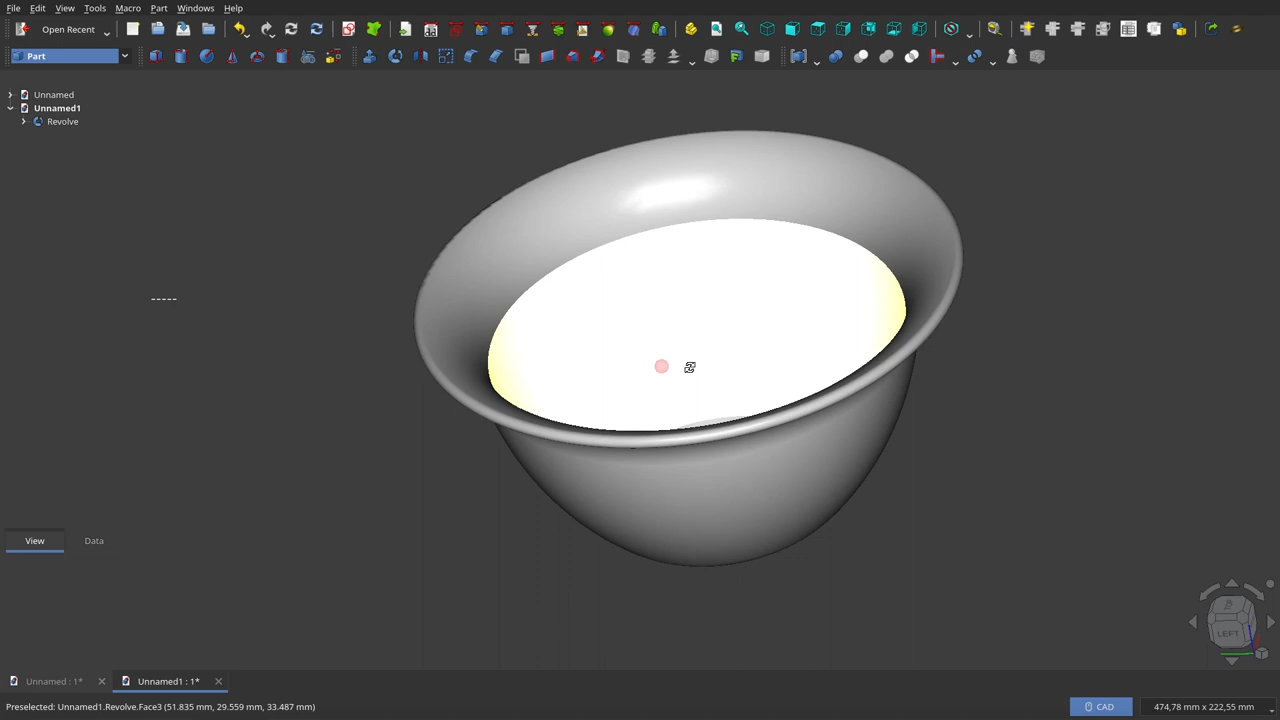 File Edit View Tools Macro Part Windows Help
Open Recent
Part
Unnamed
Unnamed1
Revolve
View Data
LEFT
Unnamed : 1* Unnamed1 : 1*
Preselected: Unnamed1.Revolve.Face3 (51.835 mm, 29.559 mm, 33.487 mm) CAD 474,78 mm x 222,55 mm